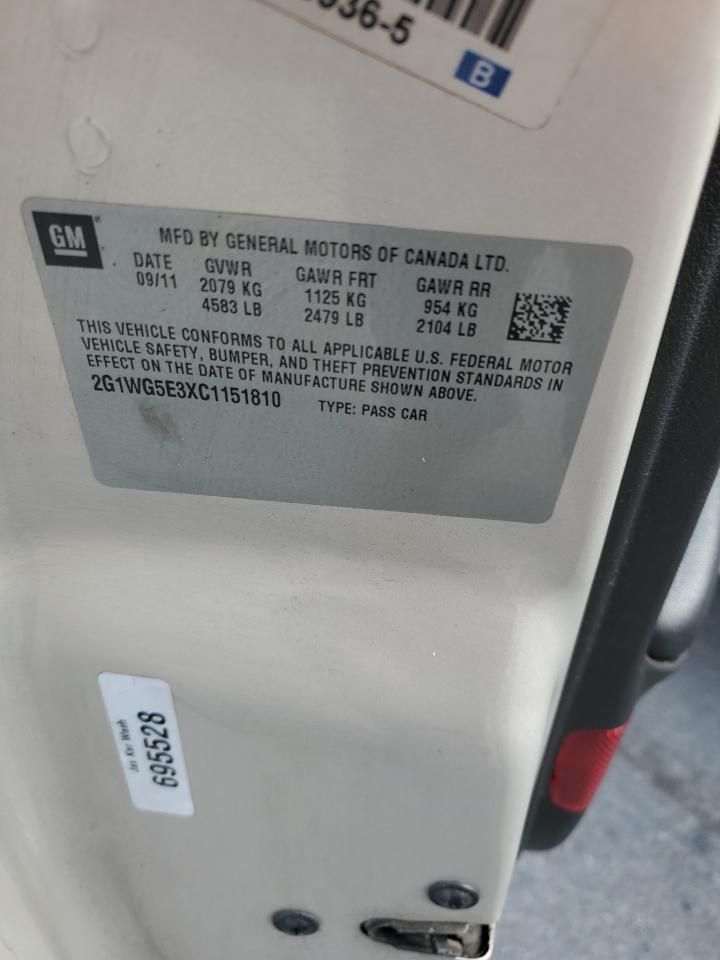 B
GM
MFD BY GENERAL MOTORS OF CANADA LTD.
DATE GVWR GAWR FRT GAWR RR
09/11 2079 KG 1125 KG 954 KG
4583 LB 2479 LB 2104 LB
THIS VEHICLE CONFORMS TO ALL APPLICABLE U.S. FEDERAL MOTOR
VEHICLE SAFETY, BUMPER, AND THEFT PREVENTION STANDARDS IN
EFFECT ON THE DATE OF MANUFACTURE SHOWN ABOVE.
2G1WG5E3XC1151810 TYPE: PASS CAR
Jax Kar Wash
695528